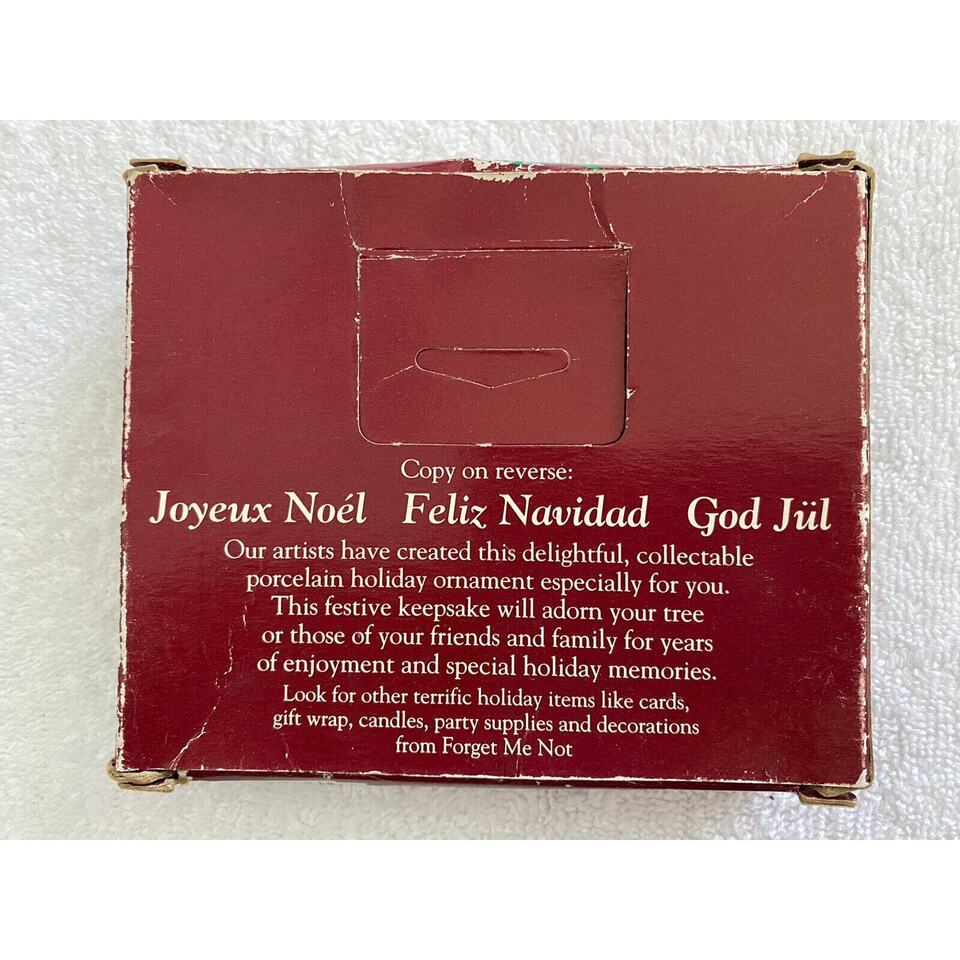 Copy on reverse:
Joyeux Noél Feliz Navidad God Jül
Our artists have created this delightful, collectable
porcelain holiday ornament especially for you.
This festive keepsake will adorn your tree
or those of your friends and family for years
of enjoyment and special holiday memories.
Look for other terrific holiday items like cards,
gift wrap, candles, party supplies and decorations
from Forget Me Not